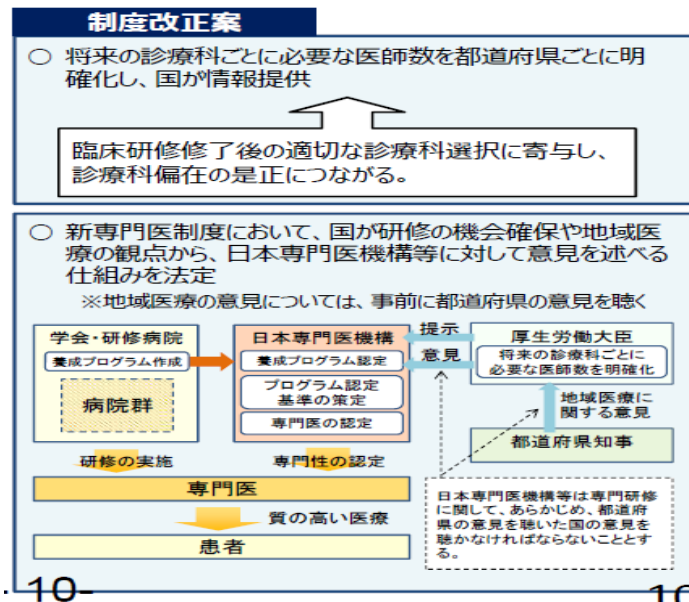 制度改正案
○ 将来の診療科ごとに必要な医師数を都道府県ごとに明
確化し、国が情報提供
臨床研修修了後の適切な診療科選択に寄与し、
診療科偏在の是正につながる。
○ 新専門医制度において、国が研修の機会確保や地域医
療の観点から、日本専門医機構等に対して意見を述べる
仕組みを法定
※地域医療の意見については、事前に都道府県の意見を聴く
学会・研修病院
養成プログラム作成
病院群
日本専門医機構
養成プログラム認定
プログラム認定
基準の策定
専門医の認定
提示
意見
厚生労働大臣
将来の診療科ごとに
必要な医師数を明確化
地域医療に
関する意見
都道府県知事
研修の実施
専門性の認定
専門医
質の高い医療
患者
日本専門医機構等は専門研修
に関して、あらかじめ、都道府
県の意見を聴いた国の意見を
聴かなければならないこととす
る。
- 10-
10